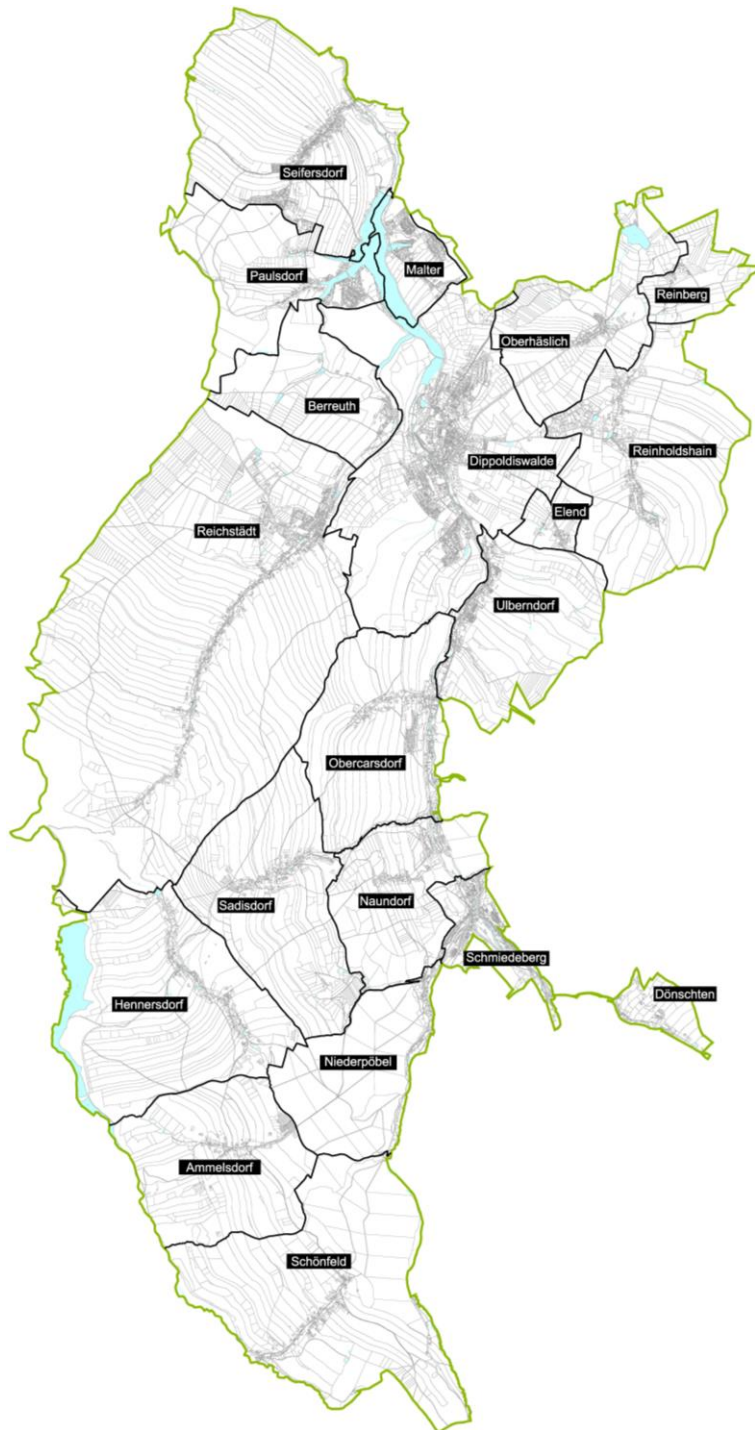 Seifersdorf
Paulsdorf
Malter
Reinberg
Oberhäslich
Berreuth
Reinholdshain
Dippoldiswalde
Elend
Reichstädt
Ulberndorf
Obercarsdorf
Sadisdorf
Naundorf
Schmiedeberg
Dönschten
Hennersdorf
Niederpöbel
Ammelsdorf
Schönfeld